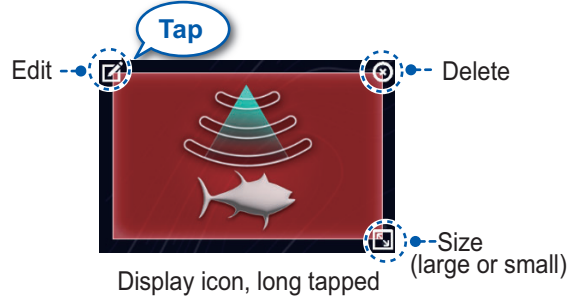 Tap
Edit
Delete
Size
(large or small)
Display icon, long tapped